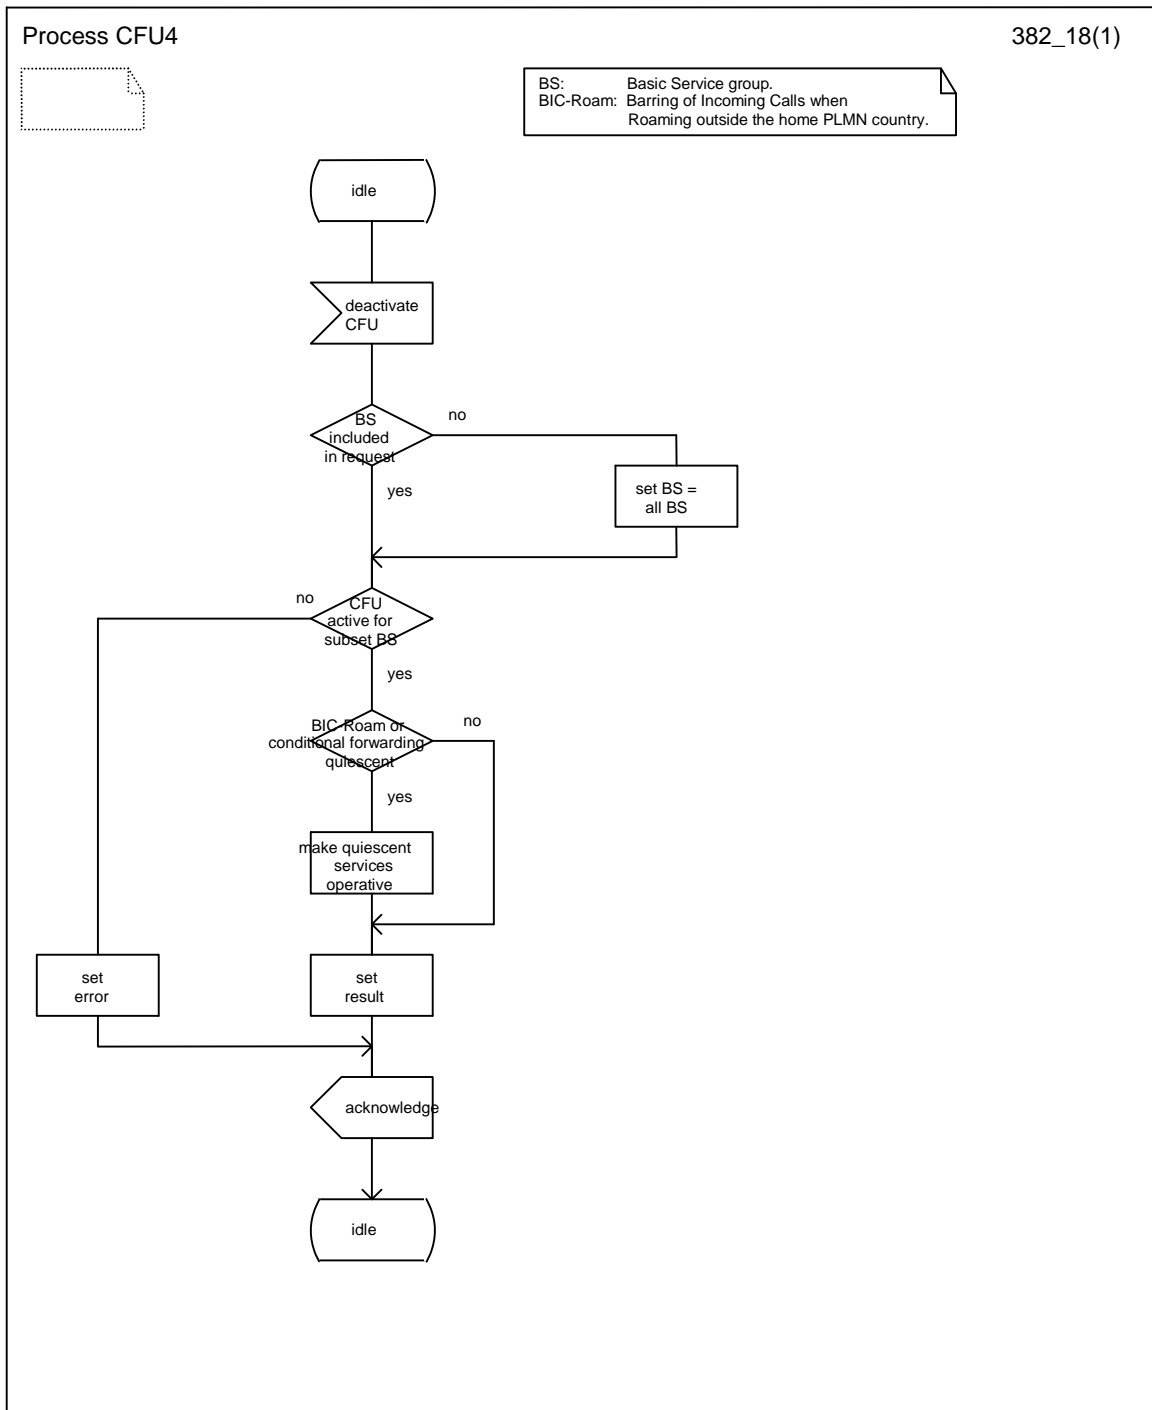 Process CFU4
382_18(1)
BS: Basic Service group.
BIC-Roam: Barring of Incoming Calls when
Roaming outside the home PLMN country.
idle
deactivate
CFU
BS
included
in request
no
yes
set BS =
all BS
no
CFU
active for
subset BS
yes
BIC-Roam or
conditional forwarding
quiescent
no
yes
make quiescent
services
operative
set
error
set
result
acknowledge
idle